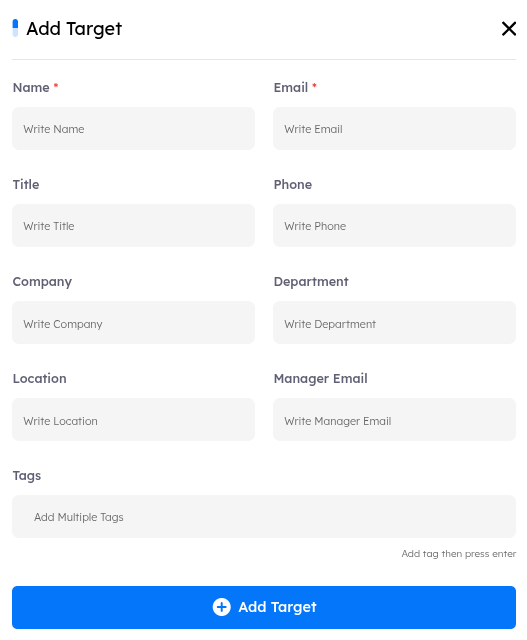 Add Target
Name *
Email *
Write Name
Write Email
Title
Phone
Write Title
Write Phone
Company
Department
Write Company
Write Department
Location
Manager Email
Write Location
Write Manager Email
Tags
Add Multiple Tags
Add tag then press enter
Add Target